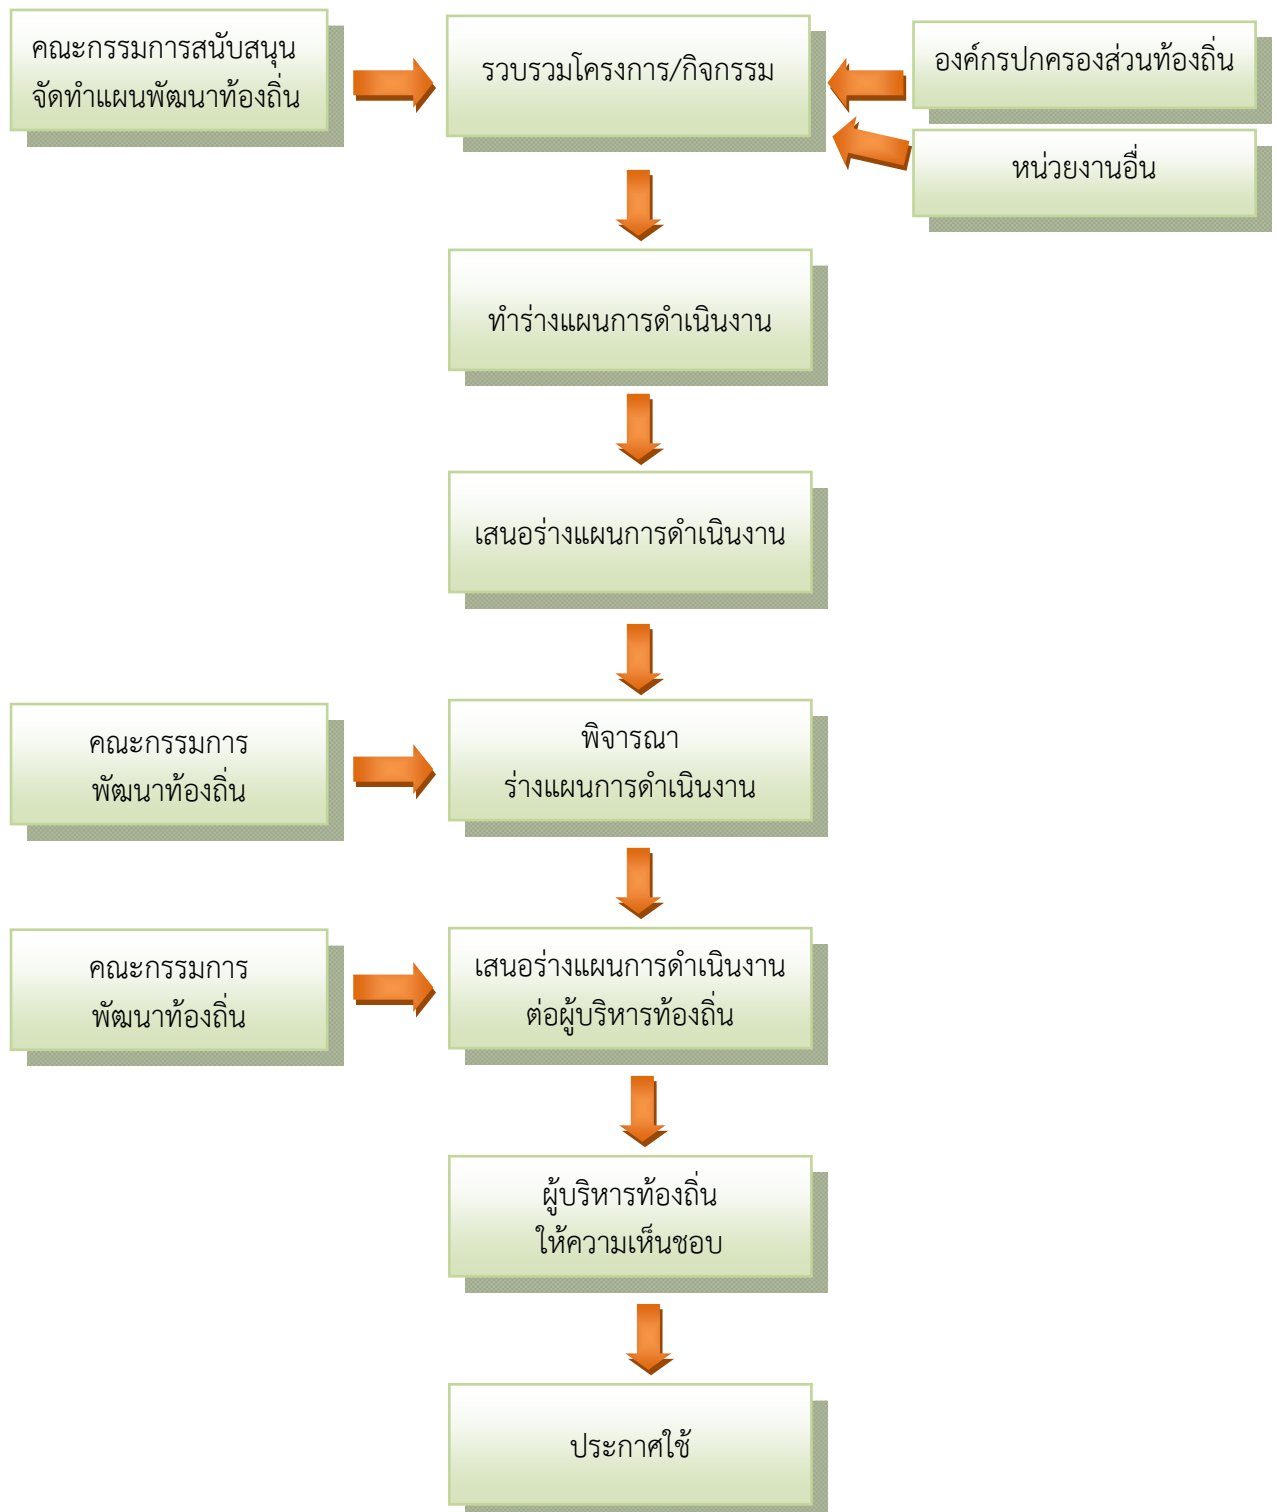 คณะกรรมการสนับสนุน
จัดทำแผนพัฒนาท้องถิ่น
รวบรวมโครงการ/กิจกรรม
องค์กรปกครองส่วนท้องถิ่น
หน่วยงานอื่น
ทำร่างแผนการดำเนินงาน
เสนอร่างแผนการดำเนินงาน
คณะกรรมการ
พัฒนาท้องถิ่น
พิจารณา
ร่างแผนการดำเนินงาน
คณะกรรมการ
พัฒนาท้องถิ่น
เสนอร่างแผนการดำเนินงาน
ต่อผู้บริหารท้องถิ่น
ผู้บริหารท้องถิ่น
ให้ความเห็นชอบ
ประกาศใช้